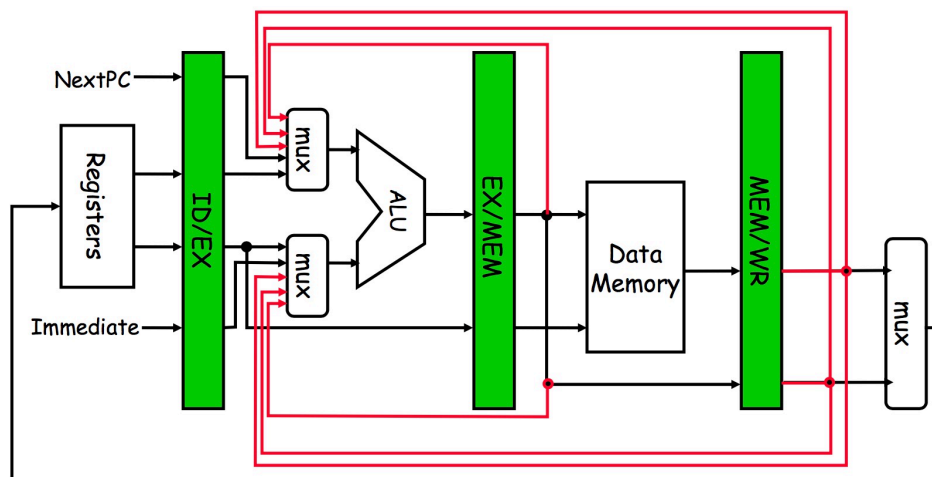 NextPC
Registers
Immediate
ID/EX
mux
mux
ALU
EX/MEM
Data
Memory
MEM/WR
mux